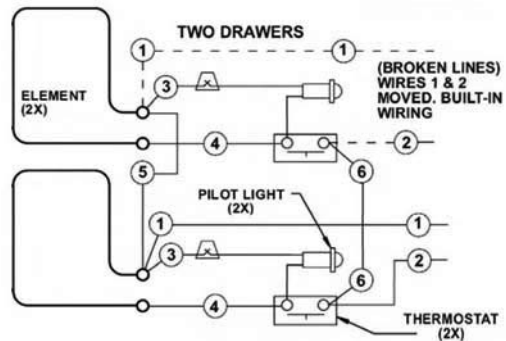 TWO DRAWERS
1
1
(BROKEN LINES)
WIRES 1 & 2
MOVED. BUILT-IN
WIRING
ELEMENT
(2X)
3
4
2
5
6
PILOT LIGHT
(2X)
1
1
3
2
6
4
THERMOSTAT
(2X)